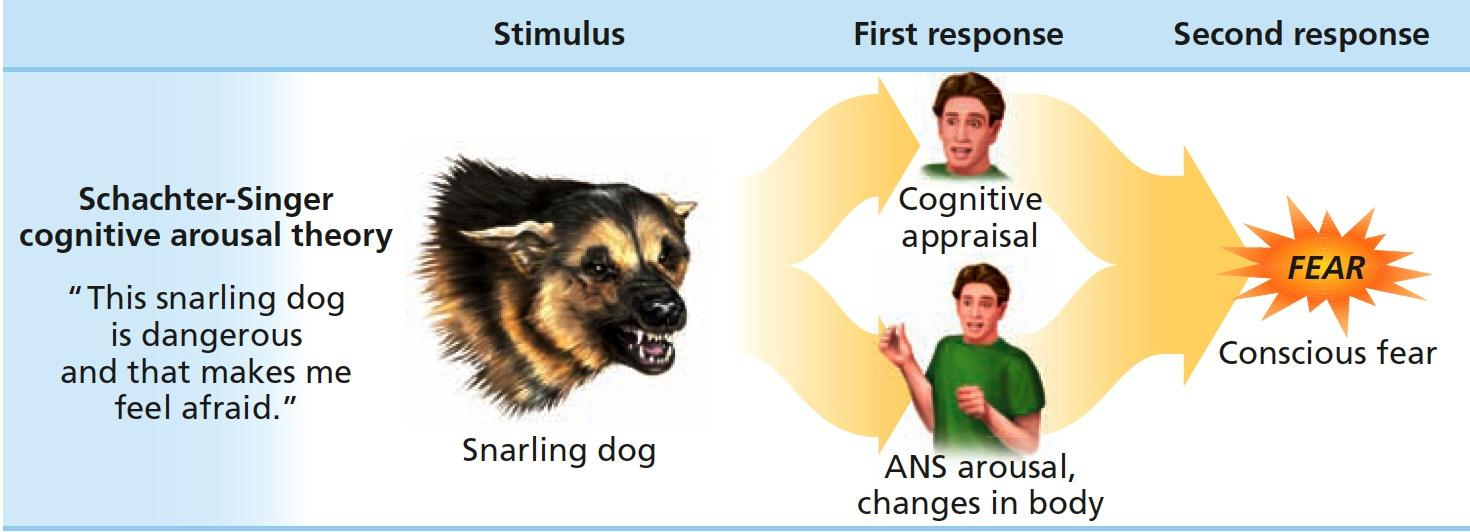 Stimulus
First response
Second response
Schachter-Singer
cognitive arousal theory
“This snarling dog
is dangerous
and that makes me
feel afraid.”
Snarling dog
Cognitive
appraisal
ANS arousal,
changes in body
FEAR
Conscious fear